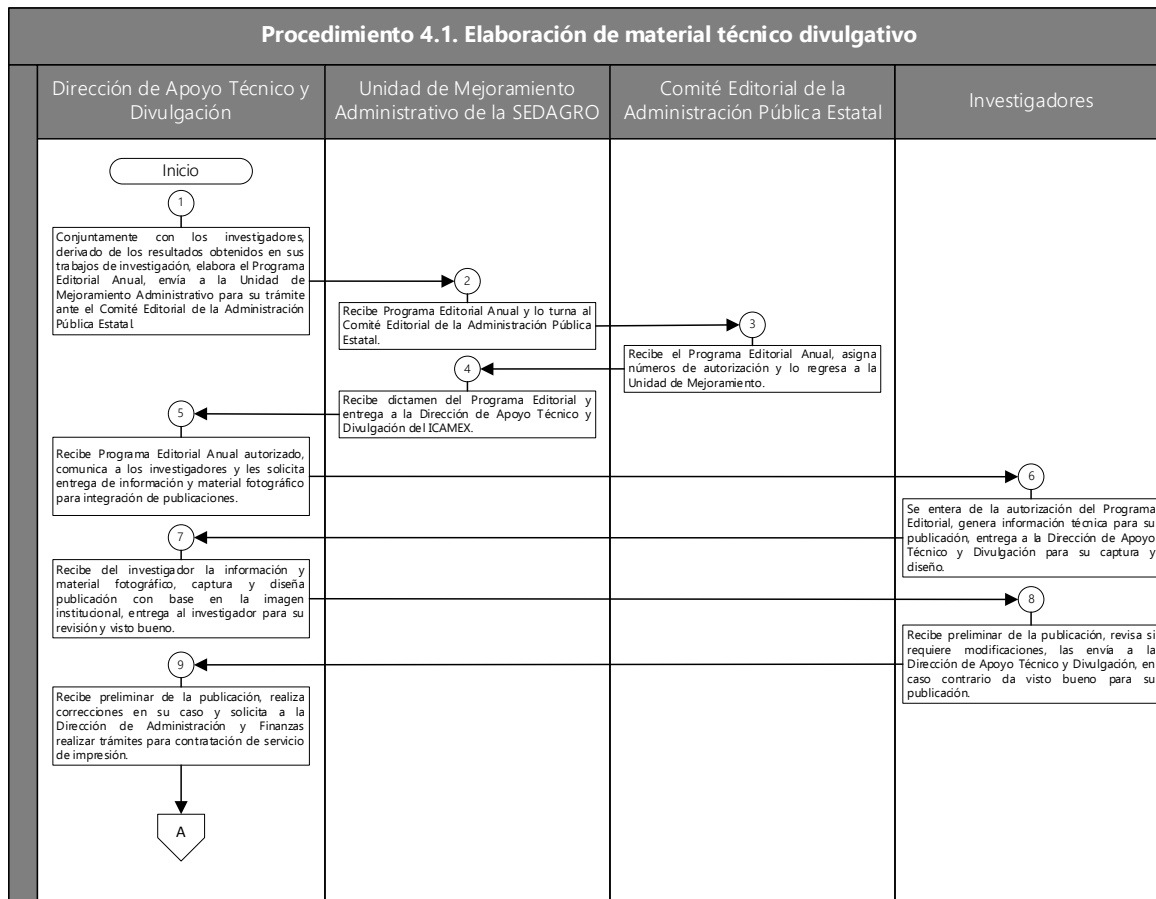 Procedimiento 4.1. Elaboración de material técnico divulgativo
Dirección de Apoyo Técnico y
Divulgación
Unidad de Mejoramiento
Administrativo de la SEDAGRO
Comité Editorial de la
Administración Pública Estatal
Investigadores
Inicio
1
Conjuntamente con los investigadores,
derivado de los resultados obtenidos en sus
trabajos de investigación, elabora el Programa
Editorial Anual, envía a la Unidad de
Mejoramiento Administrativo para su trámite
ante el Comité Editorial de la Administración
Pública Estatal.
2
Recibe Programa Editorial Anual y lo turna al
Comité Editorial de la Administración Pública
Estatal.
3
Recibe el Programa Editorial Anual, asigna
números de autorización y lo regresa a la
Unidad de Mejoramiento.
4
Recibe dictamen del Programa Editorial y
entrega a la Dirección de Apoyo Técnico y
Divulgación del ICAMEX.
5
Recibe Programa Editorial Anual autorizado,
comunica a los investigadores y les solicita
entrega de información y material fotográfico
para integración de publicaciones.
6
Se entera de la autorización del Programa
Editorial, genera información técnica para su
publicación, entrega a la Dirección de Apoyo
Técnico y Divulgación para su captura y
diseño.
7
Recibe del investigador la información y
material fotográfico, captura y diseña
publicación con base en la imagen
institucional, entrega al investigador para su
revisión y visto bueno.
8
Recibe preliminar de la publicación, revisa si
requiere modificaciones, las envía a la
Dirección de Apoyo Técnico y Divulgación, en
caso contrario da visto bueno para su
publicación.
9
Recibe preliminar de la publicación, realiza
correcciones en su caso y solicita a la
Dirección de Administración y Finanzas
realizar trámites para contratación de servicio
de impresión.
A